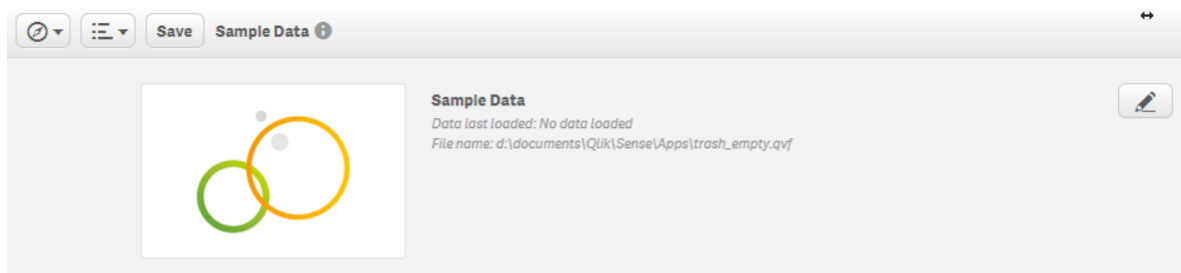 Save Sample Data
Sample Data
Data last loaded: No data loaded
File name: d:\documents\Qlik\Sense\Apps\trash_empty.qvf